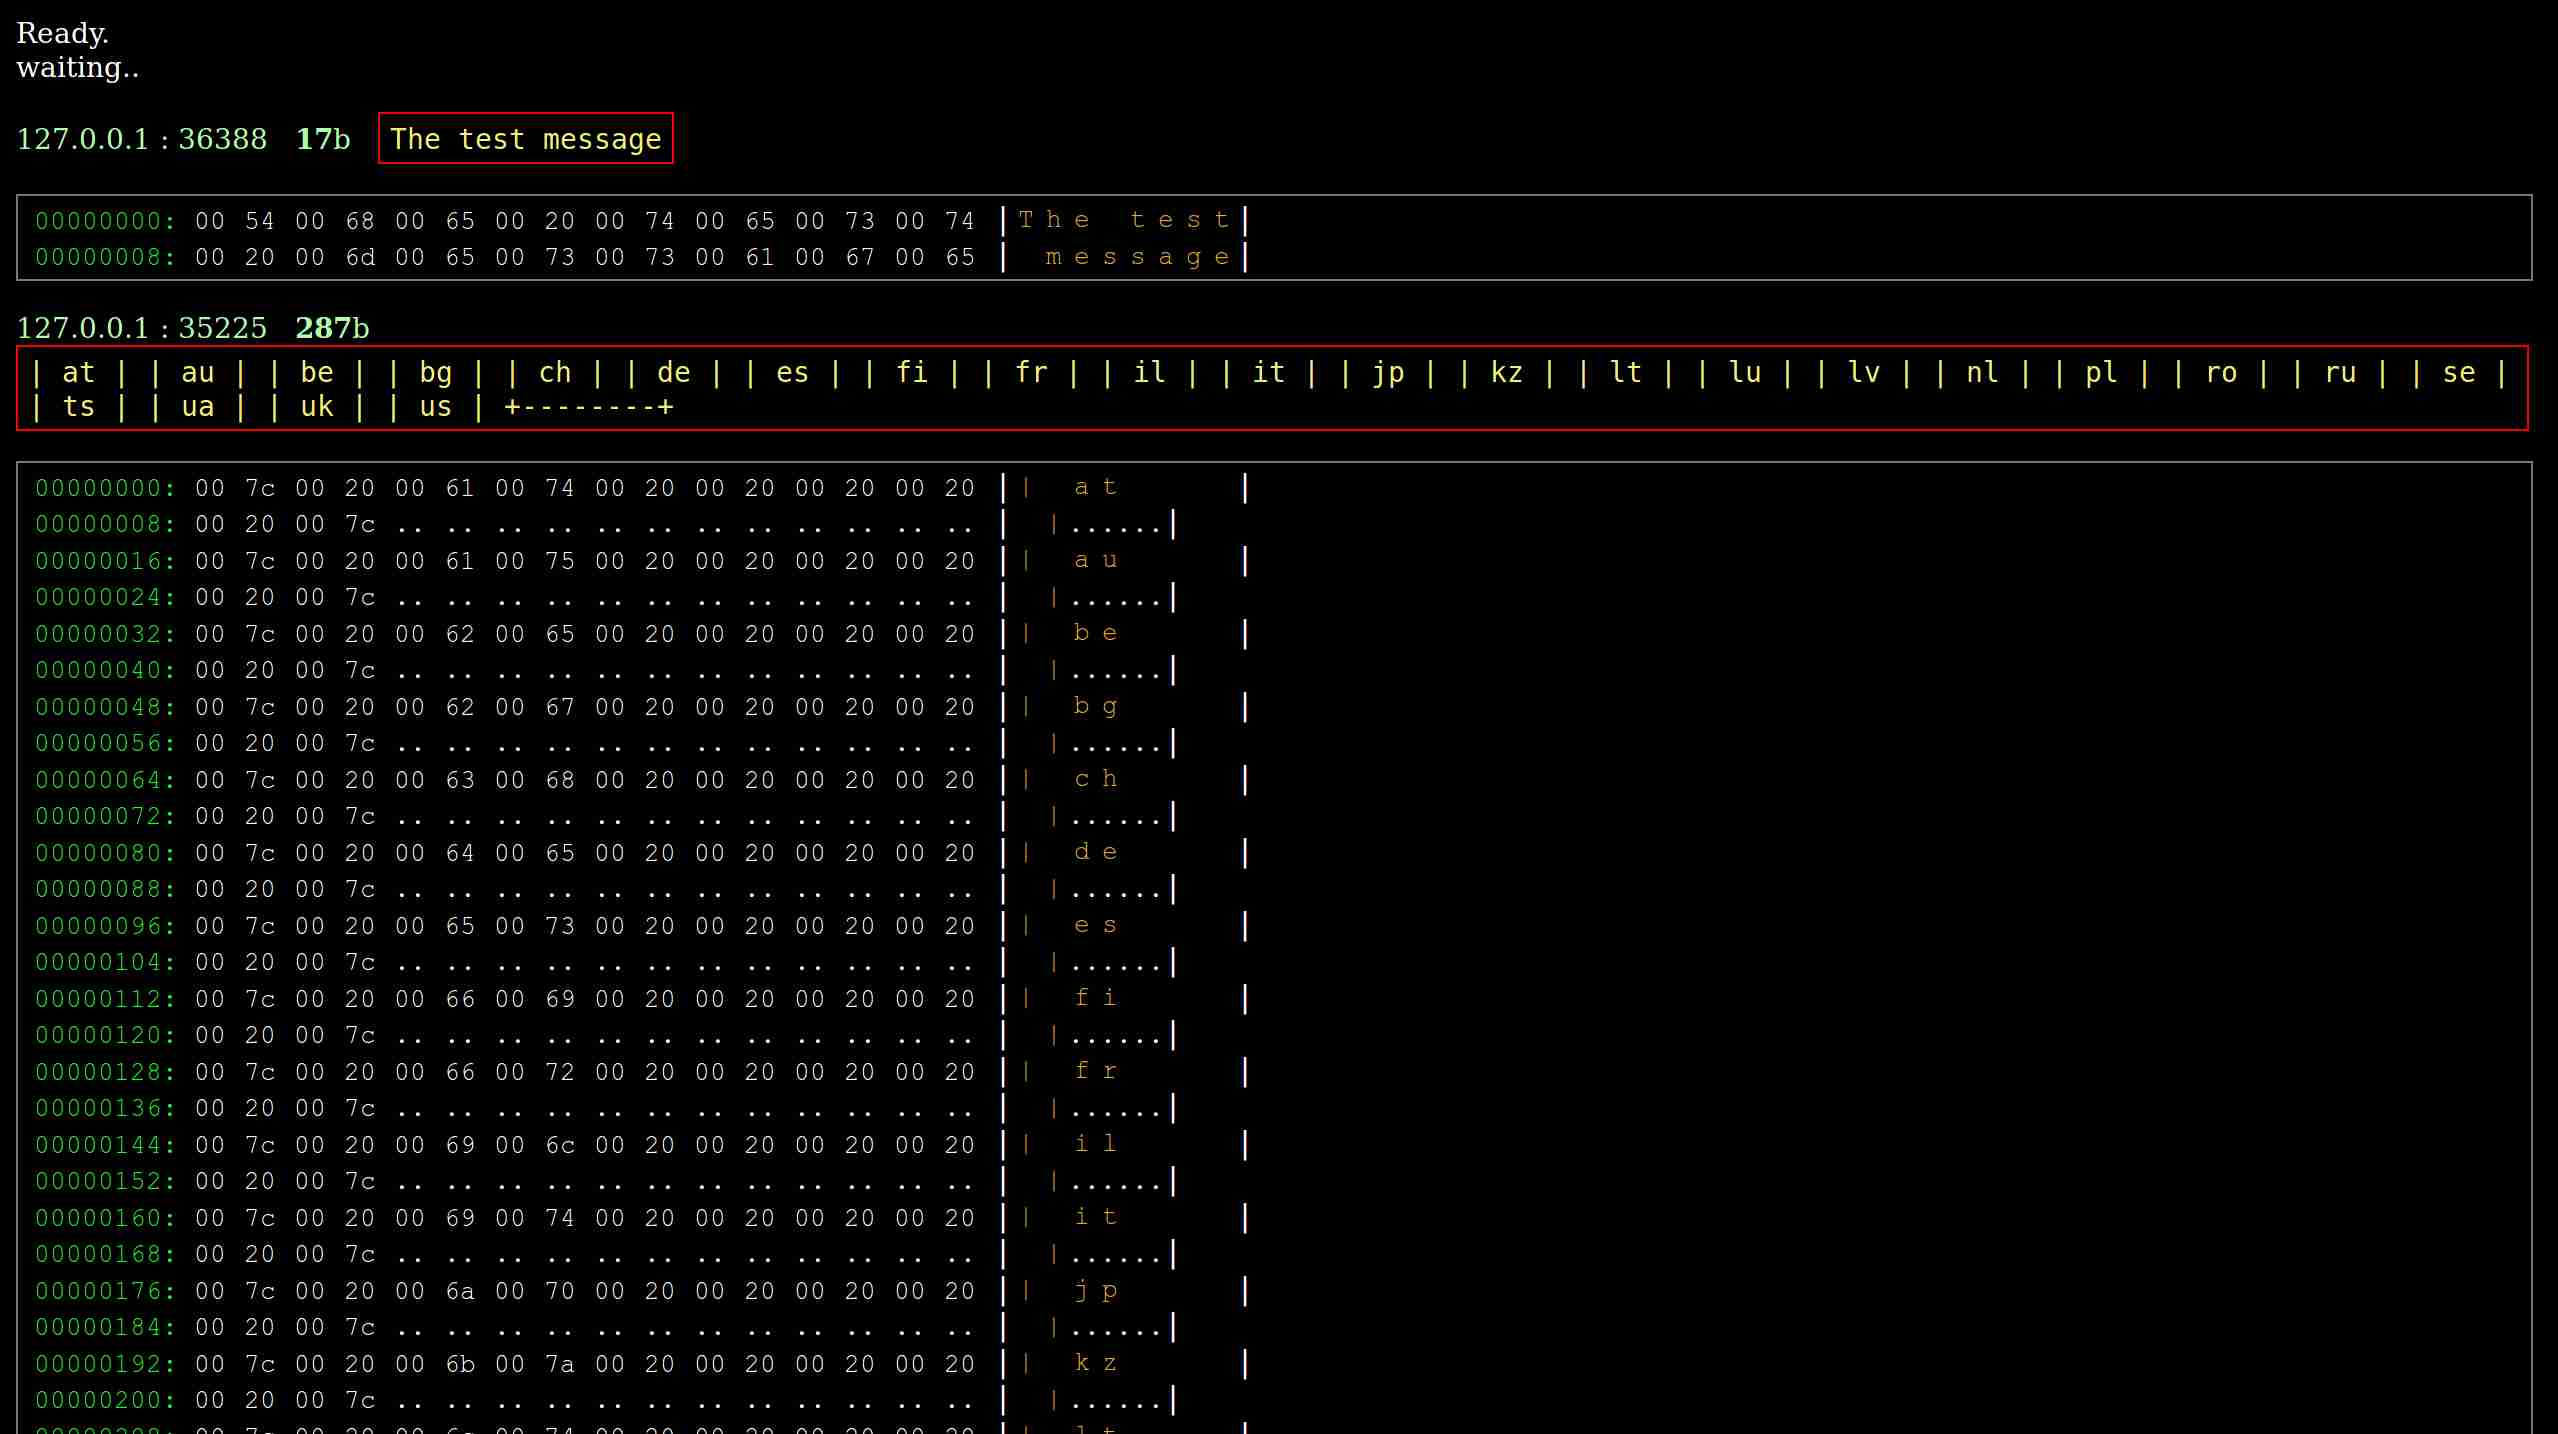 Ready.
waiting..
127.0.0.1 : 36388 17b The test message
00000000: 00 54 00 68 00 65 00 20 00 74 00 65 00 73 00 74 |The test|
00000008: 00 20 00 6d 00 65 00 73 00 73 00 61 00 67 00 65 | message|
127.0.0.1 : 35225 287b
| at | | au | | be | | bg | | ch | | de | | es | | fi | | fr | | il | | it | | jp | | kz | | lt | | lu | | lv | | nl | | pl | | ro | | ru | | se |
| ts | | ua | | uk | | us | +--------+
00000000: 00 7c 00 20 00 61 00 74 00 20 00 20 00 20 00 20 || at |
00000008: 00 20 00 7c .. .. .. .. .. .. .. .. .. .. .. .. | |......|
00000016: 00 7c 00 20 00 61 00 75 00 20 00 20 00 20 00 20 || au |
00000024: 00 20 00 7c .. .. .. .. .. .. .. .. .. .. .. .. | |......|
00000032: 00 7c 00 20 00 62 00 65 00 20 00 20 00 20 00 20 || be |
00000040: 00 20 00 7c .. .. .. .. .. .. .. .. .. .. .. .. | |......|
00000048: 00 7c 00 20 00 62 00 67 00 20 00 20 00 20 00 20 || bg |
00000056: 00 20 00 7c .. .. .. .. .. .. .. .. .. .. .. .. | |......|
00000064: 00 7c 00 20 00 63 00 68 00 20 00 20 00 20 00 20 || ch |
00000072: 00 20 00 7c .. .. .. .. .. .. .. .. .. .. .. .. | |......|
00000080: 00 7c 00 20 00 64 00 65 00 20 00 20 00 20 00 20 || de |
00000088: 00 20 00 7c .. .. .. .. .. .. .. .. .. .. .. .. | |......|
00000096: 00 7c 00 20 00 65 00 73 00 20 00 20 00 20 00 20 || es |
00000104: 00 20 00 7c .. .. .. .. .. .. .. .. .. .. .. .. | |......|
00000112: 00 7c 00 20 00 66 00 69 00 20 00 20 00 20 00 20 || fi |
00000120: 00 20 00 7c .. .. .. .. .. .. .. .. .. .. .. .. | |......|
00000128: 00 7c 00 20 00 66 00 72 00 20 00 20 00 20 00 20 || fr |
00000136: 00 20 00 7c .. .. .. .. .. .. .. .. .. .. .. .. | |......|
00000144: 00 7c 00 20 00 69 00 6c 00 20 00 20 00 20 00 20 || il |
00000152: 00 20 00 7c .. .. .. .. .. .. .. .. .. .. .. .. | |......|
00000160: 00 7c 00 20 00 69 00 74 00 20 00 20 00 20 00 20 || it |
00000168: 00 20 00 7c .. .. .. .. .. .. .. .. .. .. .. .. | |......|
00000176: 00 7c 00 20 00 6a 00 70 00 20 00 20 00 20 00 20 || jp |
00000184: 00 20 00 7c .. .. .. .. .. .. .. .. .. .. .. .. | |......|
00000192: 00 7c 00 20 00 6b 00 7a 00 20 00 20 00 20 00 20 || kz |
00000200: 00 20 00 7c .. .. .. .. .. .. .. .. .. .. .. .. | |......|